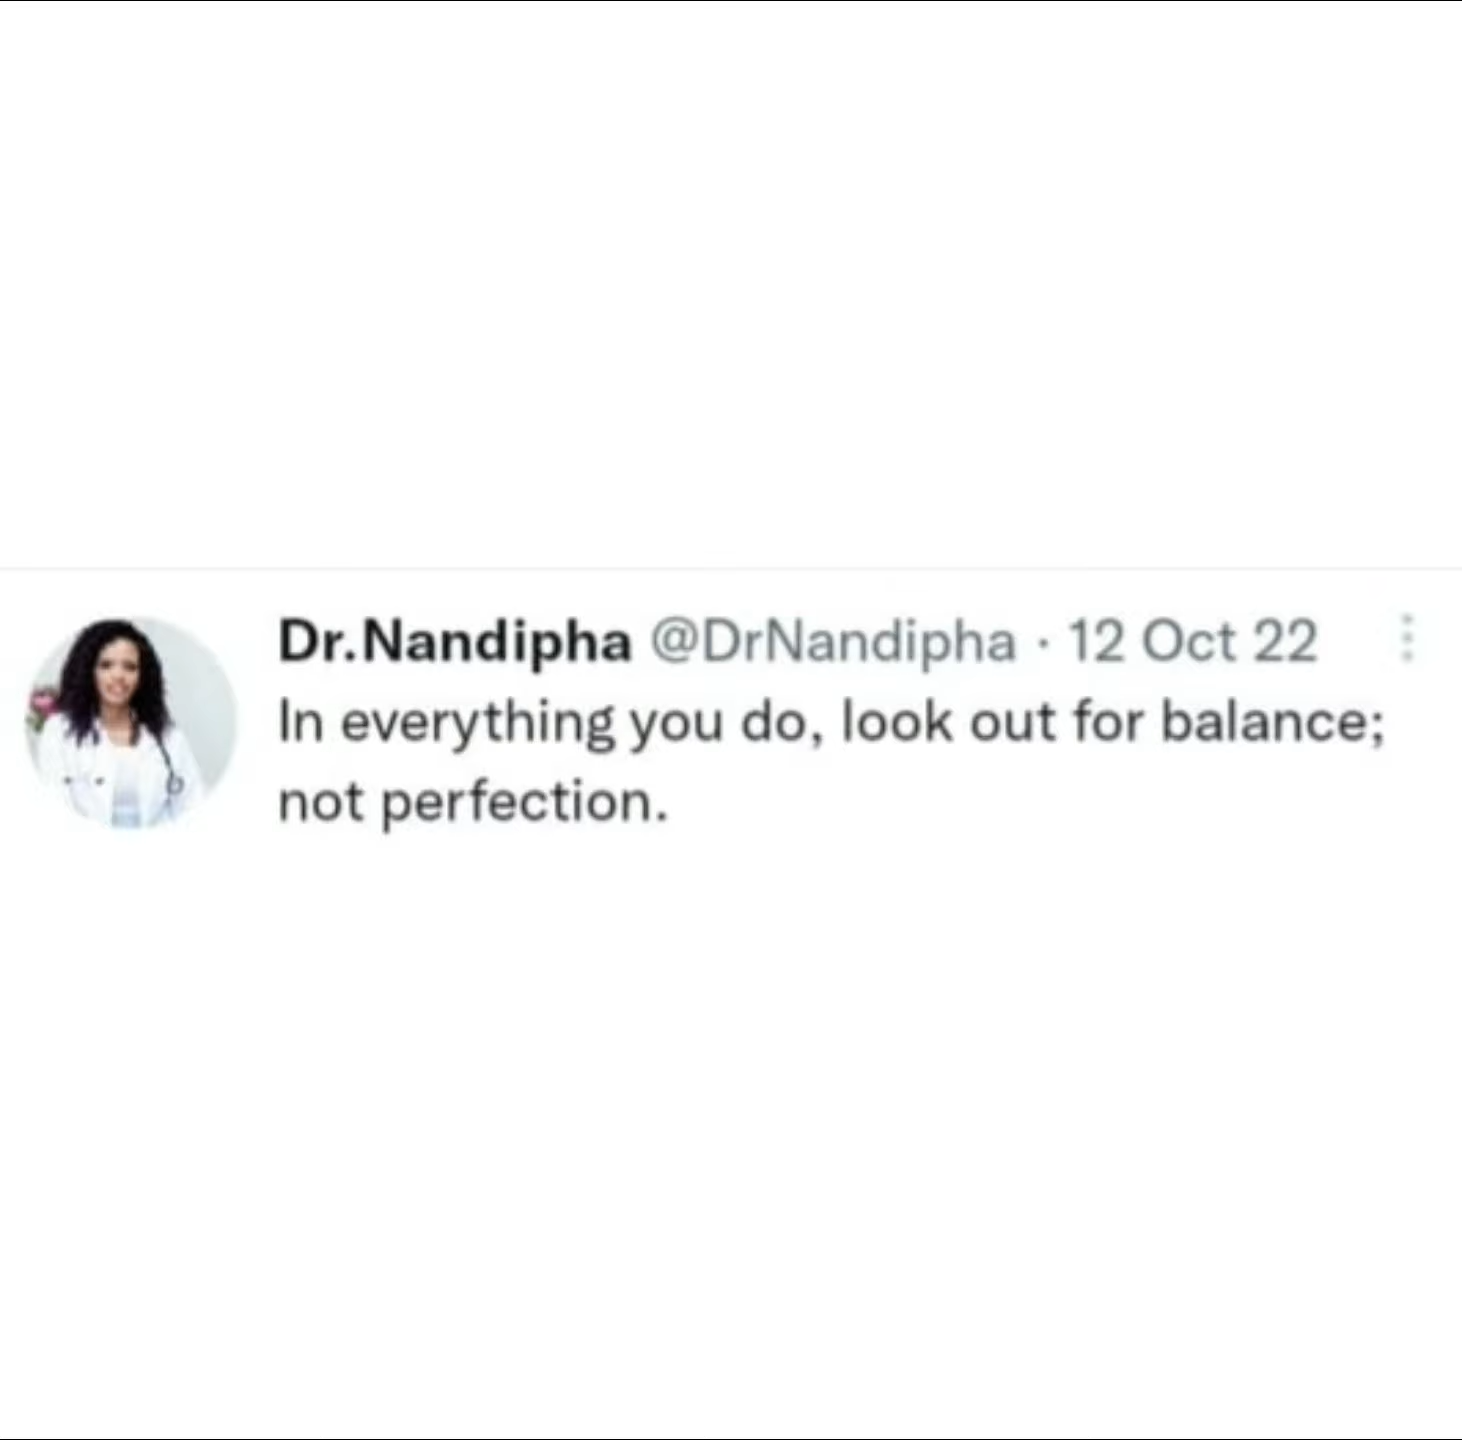 Dr.Nandipha @DrNandipha · 12 Oct 22
In everything you do, look out for balance;
not perfection.